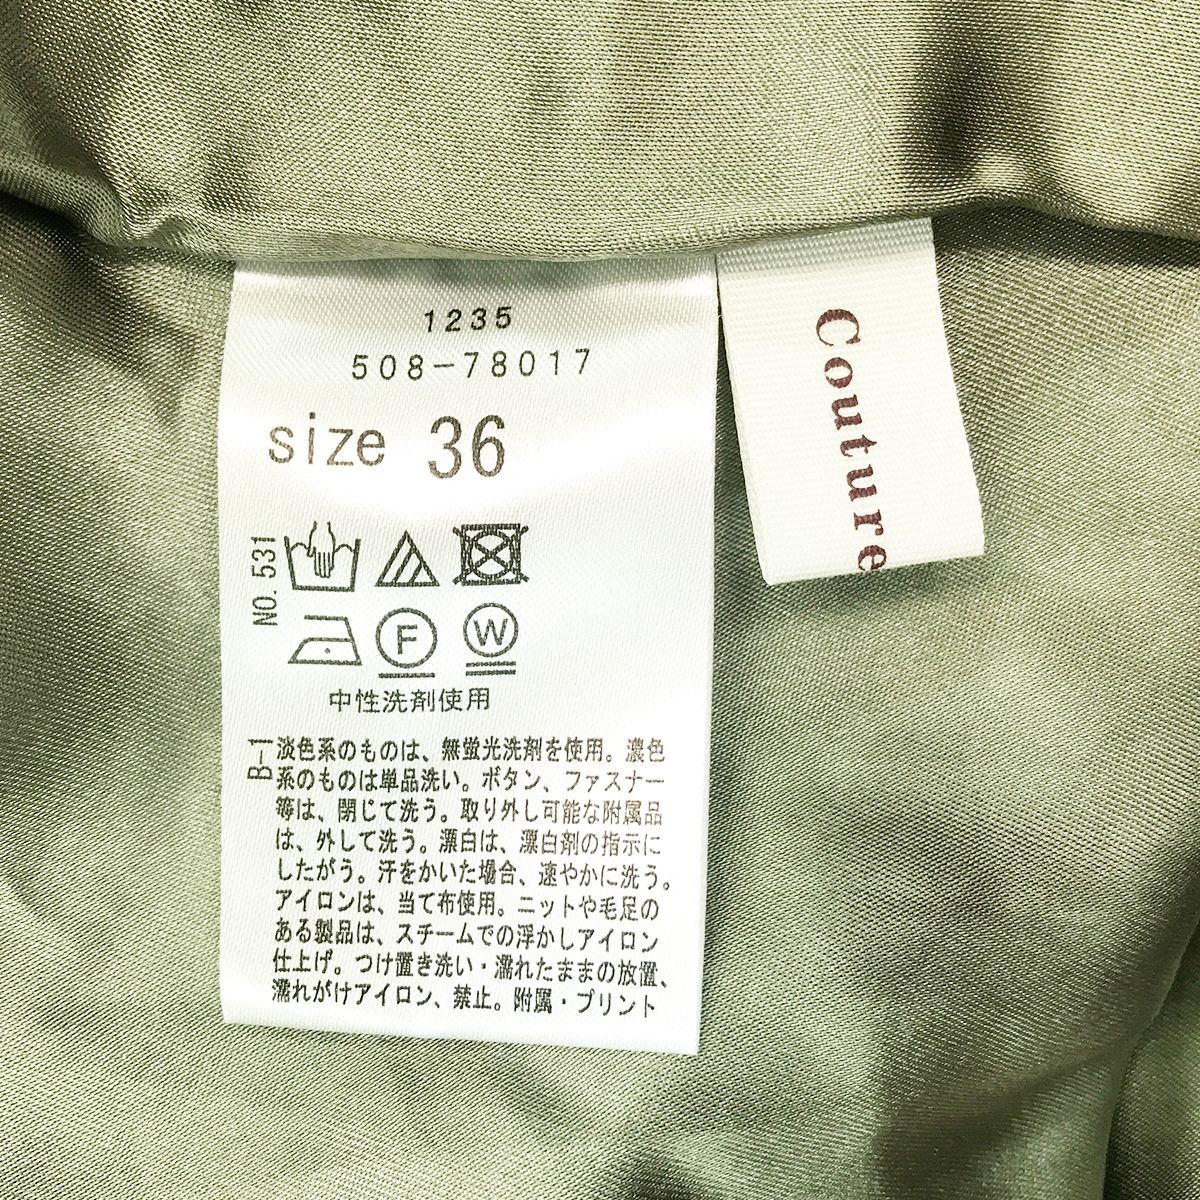 1235
508-78017
size 36
NO. 531
F
W
中性洗剤使用
B-1
淡色系のものは、無蛍光洗剤を使用。濃色
系のものは単品洗い。ボタン、ファスナー
等は、閉じて洗う。取り外し可能な附属品
は、外して洗う。漂白は、漂白剤の指示に
したがう。汗をかいた場合、速やかに洗う。
アイロンは、当て布使用。ニットや毛足の
ある製品は、スチームでの浮かしアイロン
仕上げ。つけ置き洗い・濡れたままの放置、
濡れがけアイロン、禁止。附属・プリント
Couture